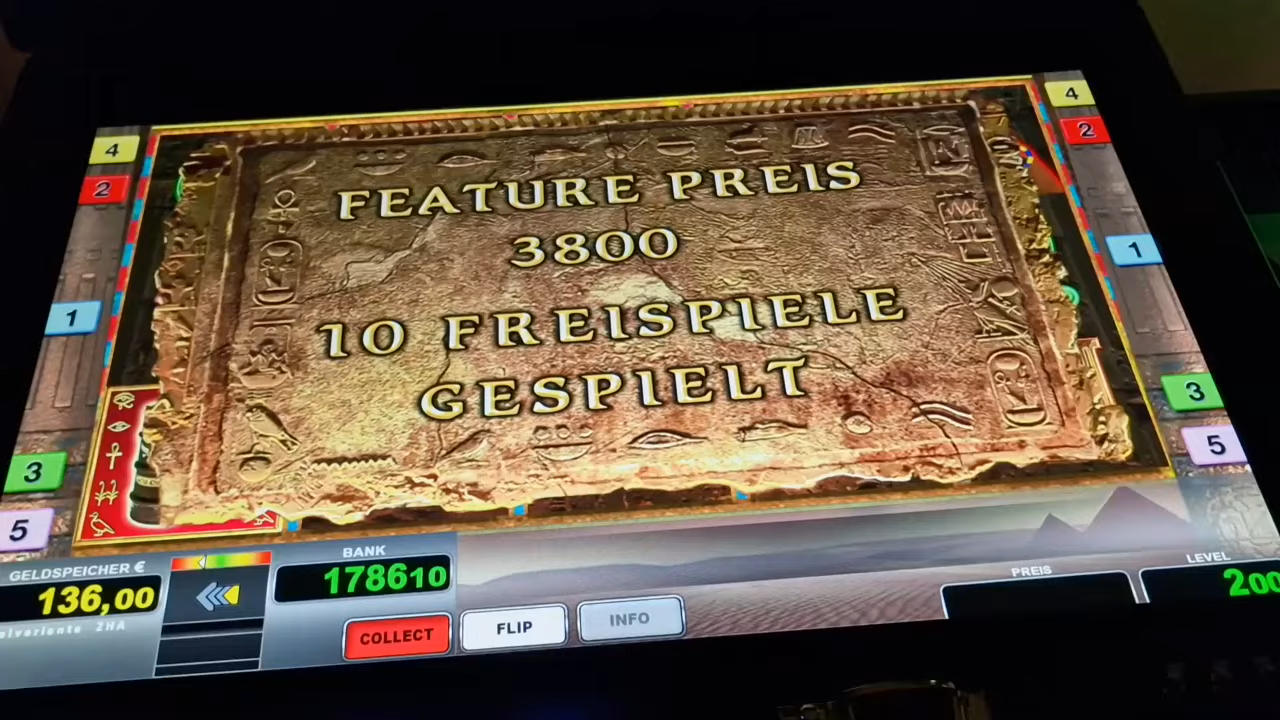 4
4
2
2
FEATURE PREIS
3800
1
1
10 FREISPIELE
GESPIELT
3
3
5
5
GELDSPEICHER €
136,00
2HA
BANK
178610
COLLECT
FLIP
INFO
PREIS
LEVEL
200